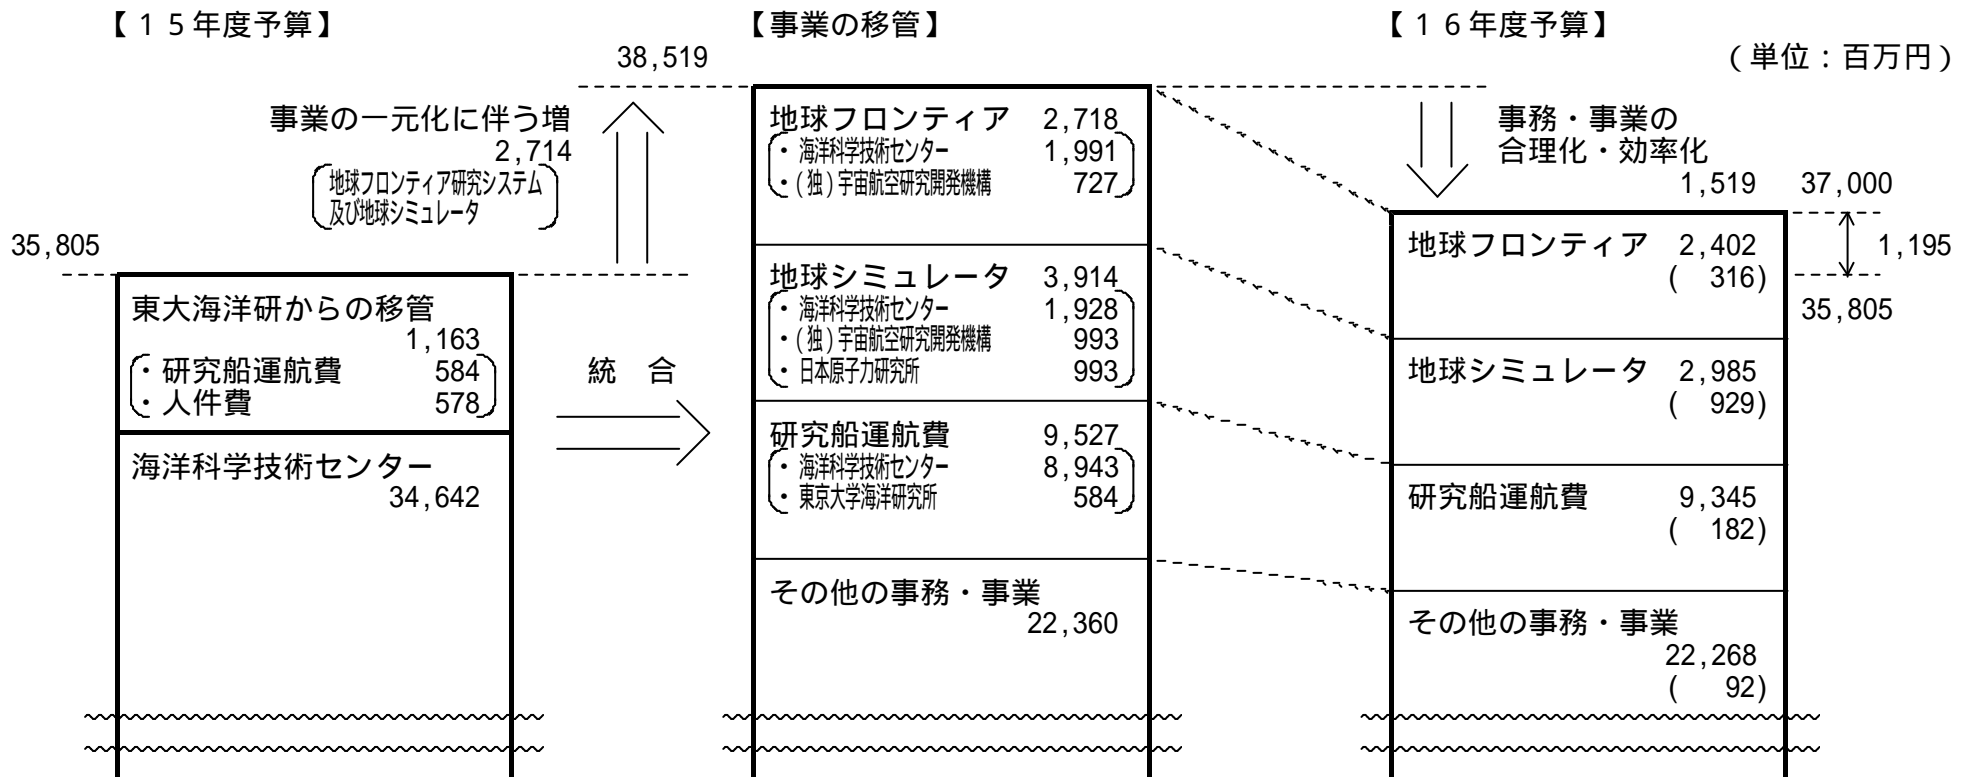 【１５年度予算】
35,805
東大海洋研からの移管
1,163
・研究船運航費 584
・人件費 578
海洋科学技術センター
34,642
事業の一元化に伴う増
2,714
地球フロンティア研究システム
及び地球シミュレータ
統　合
【事業の移管】
38,519
地球フロンティア 2,718
・海洋科学技術センター 1,991
・(独)宇宙航空研究開発機構 727
地球シミュレータ 3,914
・海洋科学技術センター 1,928
・(独)宇宙航空研究開発機構 993
・日本原子力研究所 993
研究船運航費 9,527
・海洋科学技術センター 8,943
・東京大学海洋研究所 584
その他の事務・事業
22,360
【１６年度予算】
（単位：百万円）
事務・事業の
合理化・効率化
1,519
37,000
1,195
35,805
地球フロンティア 2,402
( 316)
地球シミュレータ 2,985
( 929)
研究船運航費 9,345
( 182)
その他の事務・事業
22,268
( 92)